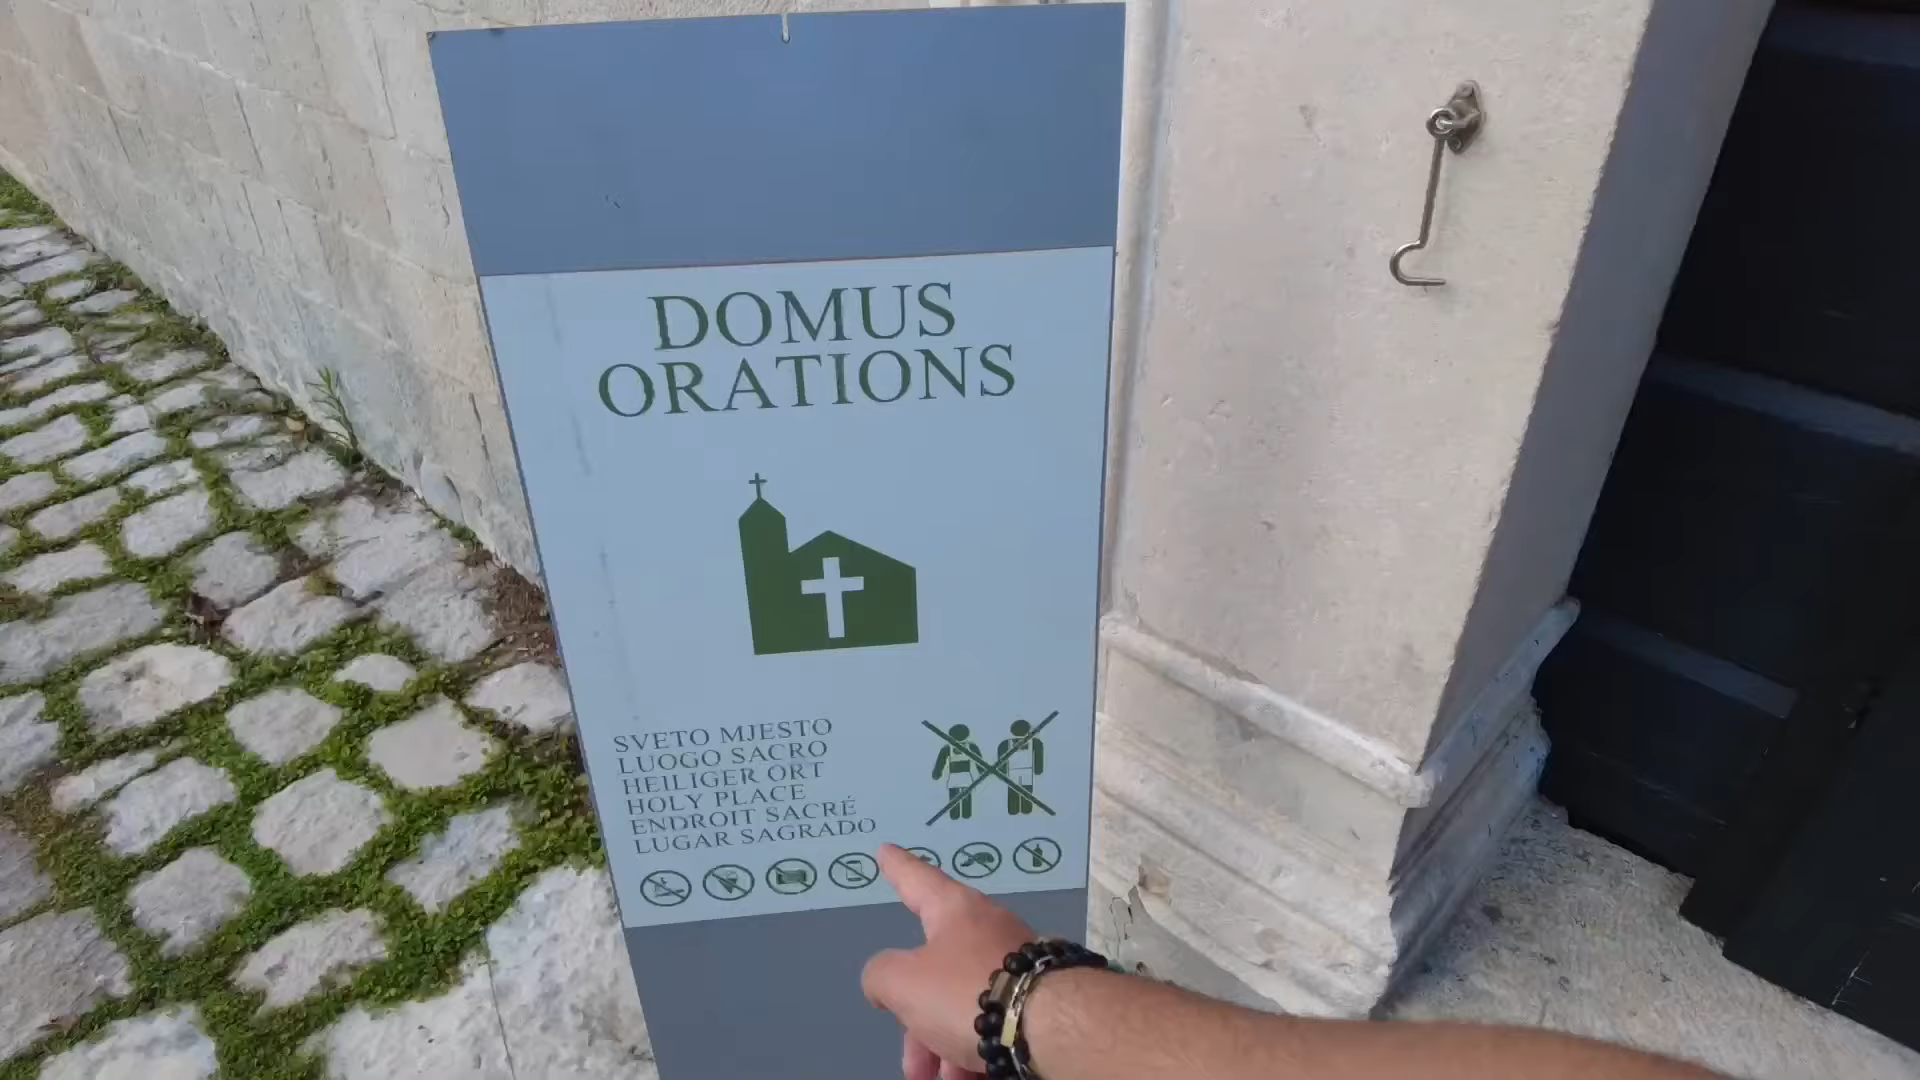 DOMUS
ORATIONS
SVETO MJESTO
LUOGO SACRO
HEILIGER ORT
HOLY PLACE
ENDROIT SACRÉ
LUGAR SAGRADO